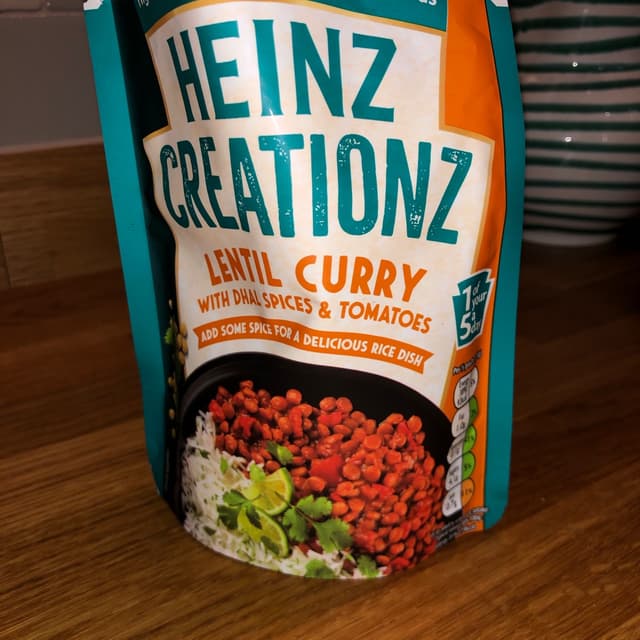 HEINZ
CREATIONZ
LENTIL CURRY
WITH DHAL SPICES & TOMATOES
ADD SOME SPICE FOR A DELICIOUS RICE DISH
1 of
your
5 a
day